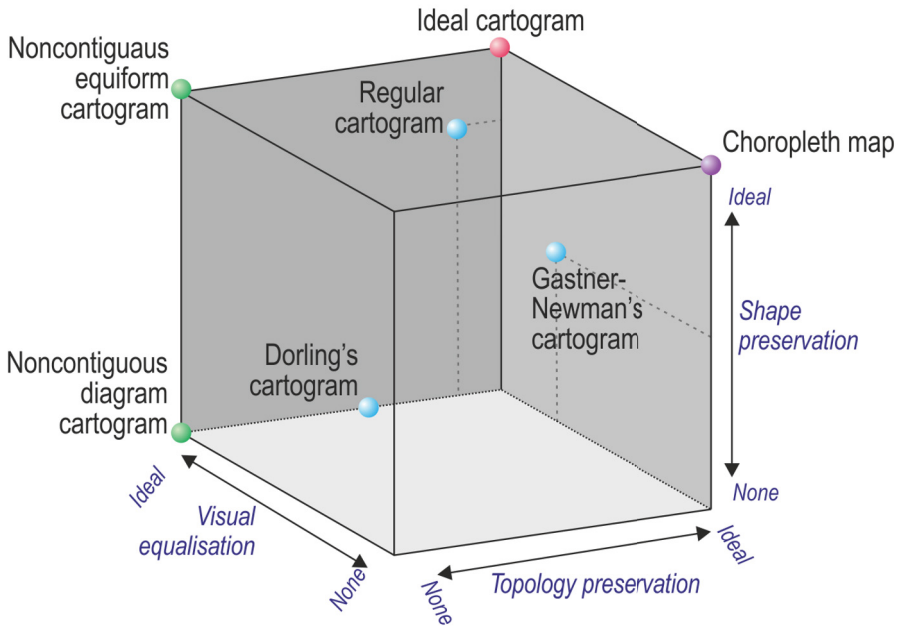 Ideal cartogram
Noncontiguaus
equiform
cartogram
Regular
cartogram
Choropleth map
Ideal
Gastner-
Newman's
cartogram
Shape
preservation
Noncontiguous
diagram
cartogram
Dorling's
cartogram
None
Ideal
Visual
equalisation
None
None
Topology preservation
Ideal